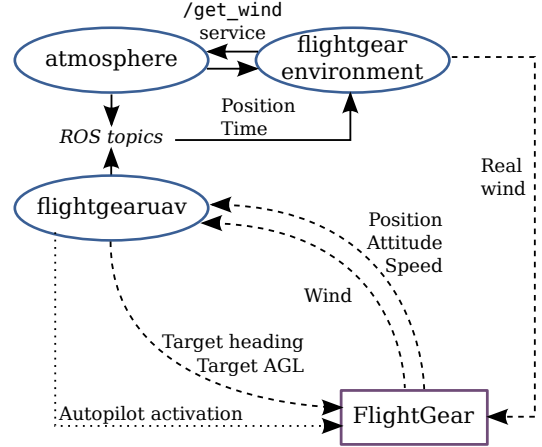 /get_wind
service
atmosphere
flightgear
environment
Position
Time
ROS topics
Real
wind
flightgearuav
Position
Attitude
Speed
Wind
Target heading
Target AGL
Autopilot activation
FlightGear